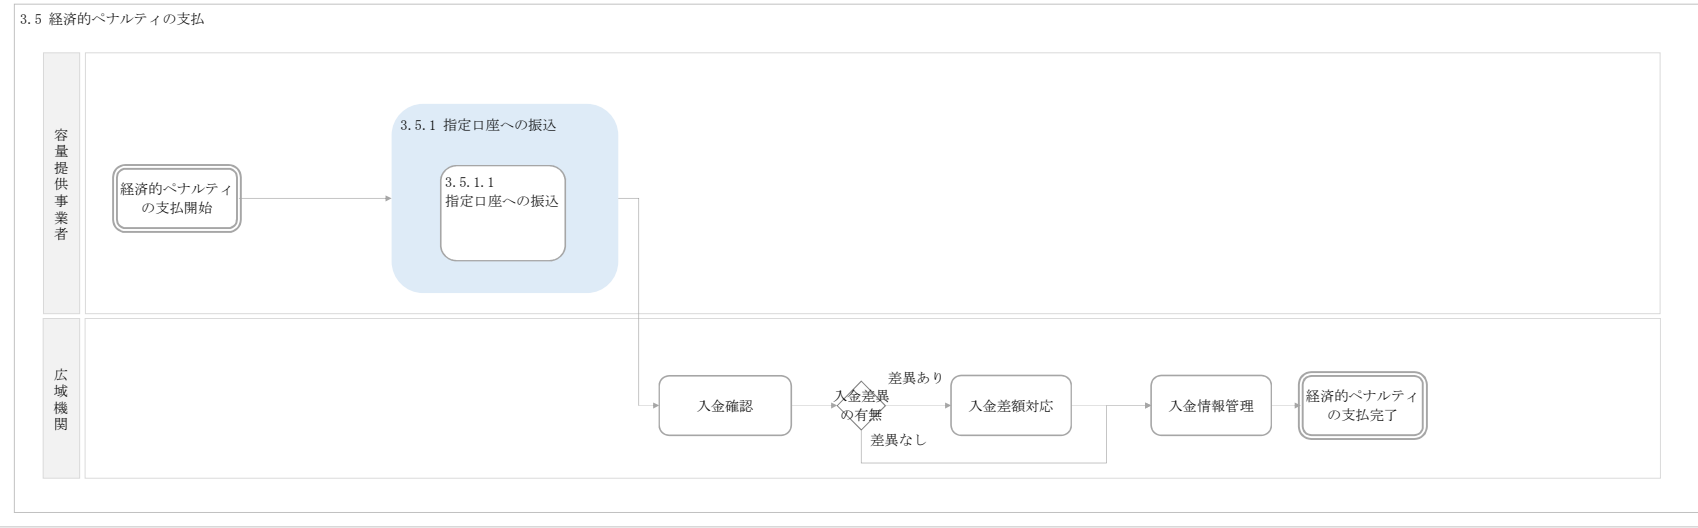 3.5 経済的ペナルティの支払
容量提供事業者
経済的ペナルティ
の支払開始
3.5.1 指定口座への振込
3.5.1.1
指定口座への振込
広域機関
入金確認
入金差異
の有無
差異あり
差異なし
入金差額対応
入金情報管理
経済的ペナルティ
の支払完了